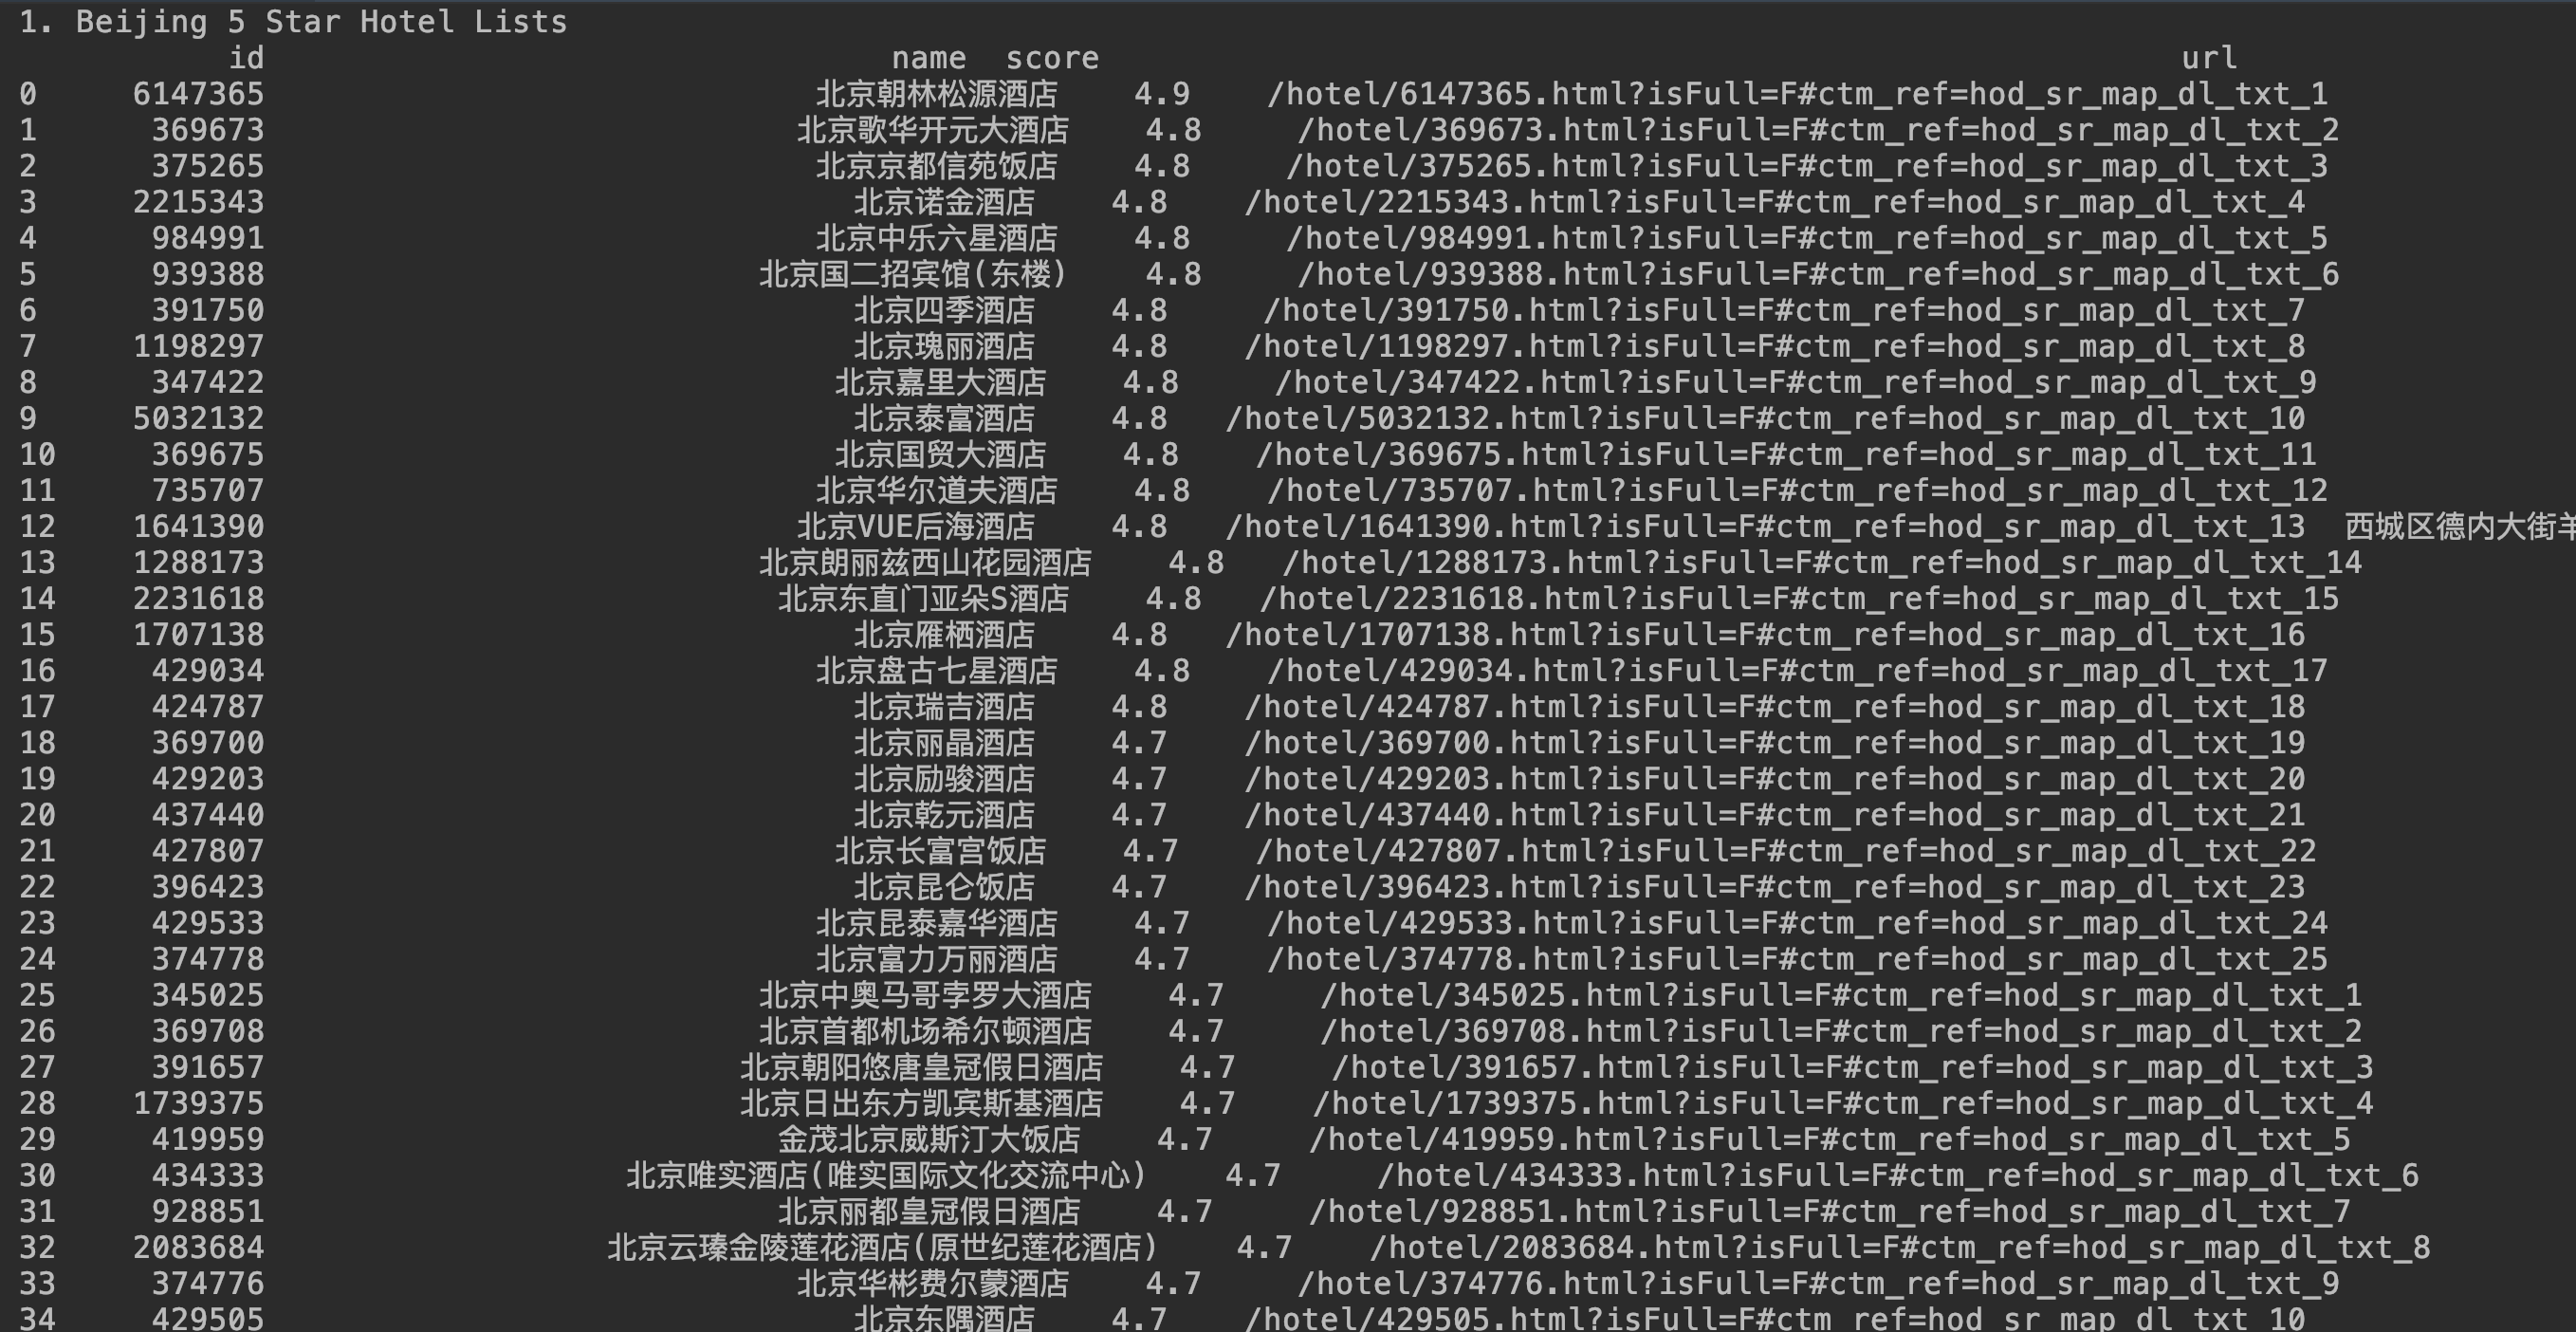 1. Beijing 5 Star Hotel Lists
id name score url
0 6147365 北京朝林松源酒店 4.9 /hotel/6147365.html?isFull=F#ctm_ref=hod_sr_map_dl_txt_1
1 369673 北京歌华开元大酒店 4.8 /hotel/369673.html?isFull=F#ctm_ref=hod_sr_map_dl_txt_2
2 375265 北京京都信苑饭店 4.8 /hotel/375265.html?isFull=F#ctm_ref=hod_sr_map_dl_txt_3
3 2215343 北京诺金酒店 4.8 /hotel/2215343.html?isFull=F#ctm_ref=hod_sr_map_dl_txt_4
4 984991 北京中乐六星酒店 4.8 /hotel/984991.html?isFull=F#ctm_ref=hod_sr_map_dl_txt_5
5 939388 北京国二招宾馆(东楼) 4.8 /hotel/939388.html?isFull=F#ctm_ref=hod_sr_map_dl_txt_6
6 391750 北京四季酒店 4.8 /hotel/391750.html?isFull=F#ctm_ref=hod_sr_map_dl_txt_7
7 1198297 北京瑰丽酒店 4.8 /hotel/1198297.html?isFull=F#ctm_ref=hod_sr_map_dl_txt_8
8 347422 北京嘉里大酒店 4.8 /hotel/347422.html?isFull=F#ctm_ref=hod_sr_map_dl_txt_9
9 5032132 北京泰富酒店 4.8 /hotel/5032132.html?isFull=F#ctm_ref=hod_sr_map_dl_txt_10
10 369675 北京国贸大酒店 4.8 /hotel/369675.html?isFull=F#ctm_ref=hod_sr_map_dl_txt_11
11 735707 北京华尔道夫酒店 4.8 /hotel/735707.html?isFull=F#ctm_ref=hod_sr_map_dl_txt_12
12 1641390 北京VUE后海酒店 4.8 /hotel/1641390.html?isFull=F#ctm_ref=hod_sr_map_dl_txt_13 西城区德内大街羊
13 1288173 北京朗丽兹西山花园酒店 4.8 /hotel/1288173.html?isFull=F#ctm_ref=hod_sr_map_dl_txt_14
14 2231618 北京东直门亚朵S酒店 4.8 /hotel/2231618.html?isFull=F#ctm_ref=hod_sr_map_dl_txt_15
15 1707138 北京雁栖酒店 4.8 /hotel/1707138.html?isFull=F#ctm_ref=hod_sr_map_dl_txt_16
16 429034 北京盘古七星酒店 4.8 /hotel/429034.html?isFull=F#ctm_ref=hod_sr_map_dl_txt_17
17 424787 北京瑞吉酒店 4.8 /hotel/424787.html?isFull=F#ctm_ref=hod_sr_map_dl_txt_18
18 369700 北京丽晶酒店 4.7 /hotel/369700.html?isFull=F#ctm_ref=hod_sr_map_dl_txt_19
19 429203 北京励骏酒店 4.7 /hotel/429203.html?isFull=F#ctm_ref=hod_sr_map_dl_txt_20
20 437440 北京乾元酒店 4.7 /hotel/437440.html?isFull=F#ctm_ref=hod_sr_map_dl_txt_21
21 427807 北京长富宫饭店 4.7 /hotel/427807.html?isFull=F#ctm_ref=hod_sr_map_dl_txt_22
22 396423 北京昆仑饭店 4.7 /hotel/396423.html?isFull=F#ctm_ref=hod_sr_map_dl_txt_23
23 429533 北京昆泰嘉华酒店 4.7 /hotel/429533.html?isFull=F#ctm_ref=hod_sr_map_dl_txt_24
24 374778 北京富力万丽酒店 4.7 /hotel/374778.html?isFull=F#ctm_ref=hod_sr_map_dl_txt_25
25 345025 北京中奥马哥孛罗大酒店 4.7 /hotel/345025.html?isFull=F#ctm_ref=hod_sr_map_dl_txt_1
26 369708 北京首都机场希尔顿酒店 4.7 /hotel/369708.html?isFull=F#ctm_ref=hod_sr_map_dl_txt_2
27 391657 北京朝阳悠唐皇冠假日酒店 4.7 /hotel/391657.html?isFull=F#ctm_ref=hod_sr_map_dl_txt_3
28 1739375 北京日出东方凯宾斯基酒店 4.7 /hotel/1739375.html?isFull=F#ctm_ref=hod_sr_map_dl_txt_4
29 419959 金茂北京威斯汀大饭店 4.7 /hotel/419959.html?isFull=F#ctm_ref=hod_sr_map_dl_txt_5
30 434333 北京唯实酒店(唯实国际文化交流中心) 4.7 /hotel/434333.html?isFull=F#ctm_ref=hod_sr_map_dl_txt_6
31 928851 北京丽都皇冠假日酒店 4.7 /hotel/928851.html?isFull=F#ctm_ref=hod_sr_map_dl_txt_7
32 2083684 北京云瑧金陵莲花酒店(原世纪莲花酒店) 4.7 /hotel/2083684.html?isFull=F#ctm_ref=hod_sr_map_dl_txt_8
33 374776 北京华彬费尔蒙酒店 4.7 /hotel/374776.html?isFull=F#ctm_ref=hod_sr_map_dl_txt_9
34 429505 北京东隅酒店 4.7 /hotel/429505.html?isFull=F#ctm_ref=hod_sr_map_dl_txt_10